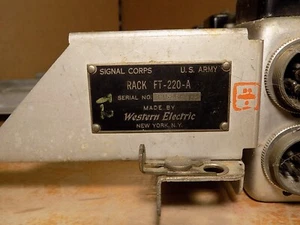 SIGNAL CORPS U. S. ARMY
RACK FT-220-A
SERIAL NO.
MADE BY
Western Electric
NEW YORK, N.Y.